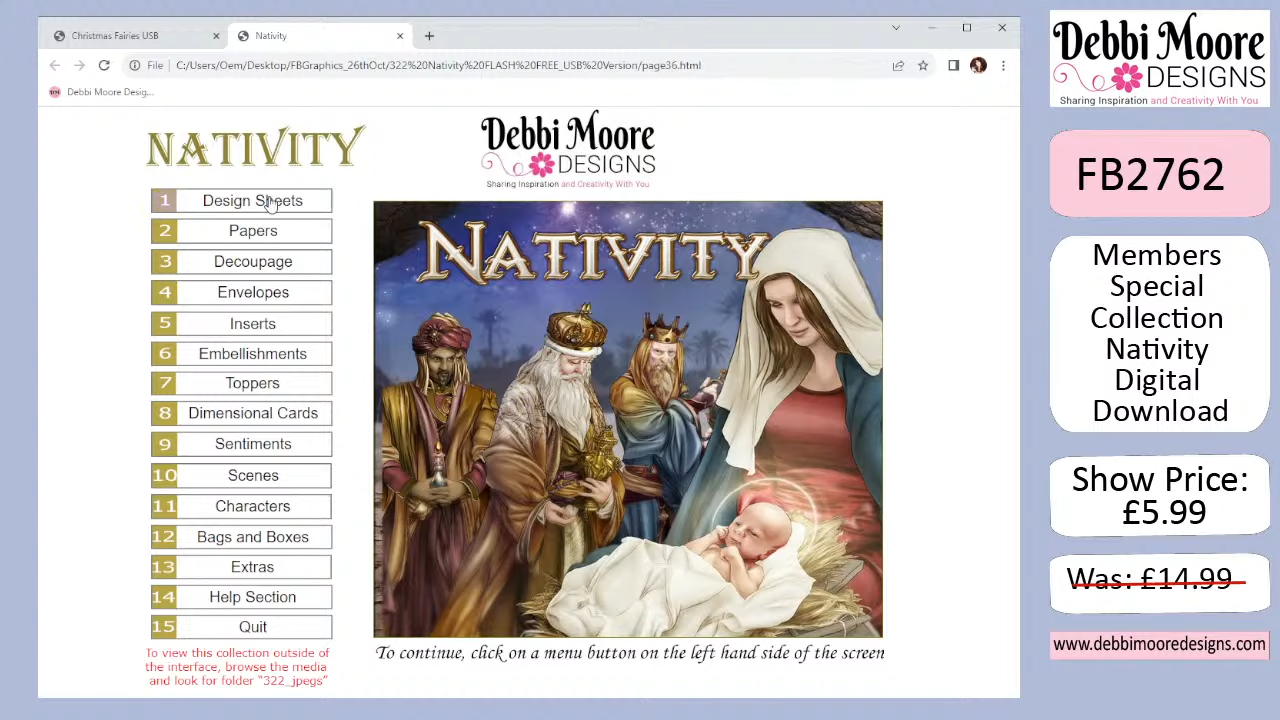 Christmas Fairies USB
Nativity
File C:/Users/Oem/Desktop/FBGraphics_26thOct/322%20Nativity%20FLASH%20FREE_USB%20Version/page36.html
Debbi Moore Desig...
NATIVITY
Debbi Moore
DESIGNS
Sharing Inspiration and Creativity With You
1 Design Sheets
2 Papers
3 Decoupage
4 Envelopes
5 Inserts
6 Embellishments
7 Toppers
8 Dimensional Cards
9 Sentiments
10 Scenes
11 Characters
12 Bags and Boxes
13 Extras
14 Help Section
15 Quit
To view this collection outside of
the interface, browse the media
and look for folder “322_jpegs”
NATIVITY
To continue, click on a menu button on the left hand side of the screen
Debbi Moore
DESIGNS
Sharing Inspiration and Creativity With You
FB2762
Members
Special
Collection
Nativity
Digital
Download
Show Price:
£5.99
Was: £14.99
www.debbimooredesigns.com